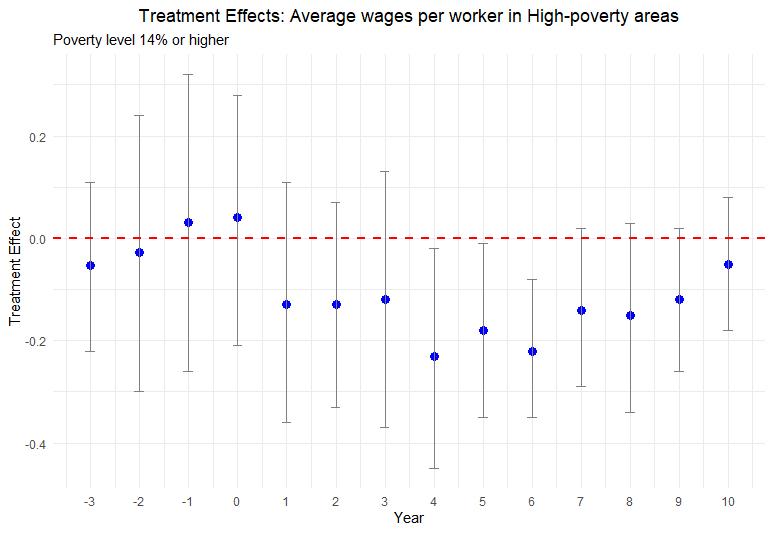 Treatment Effects: Average wages per worker in High-poverty areas
Poverty level 14% or higher
Treatment Effect
0.2
0.0
-0.2
-0.4
-3 -2 -1 0 1 2 3 4 5 6 7 8 9 10
Year